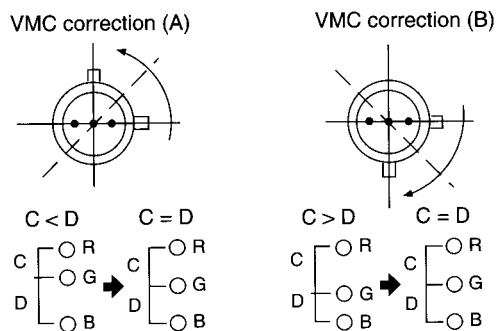 VMC correction (A)
VMC correction (B)
C < D
C = D
C > D
C = D
C
D
R
G
B
C
D
R
G
B
C
D
R
G
B
C
D
R
G
B